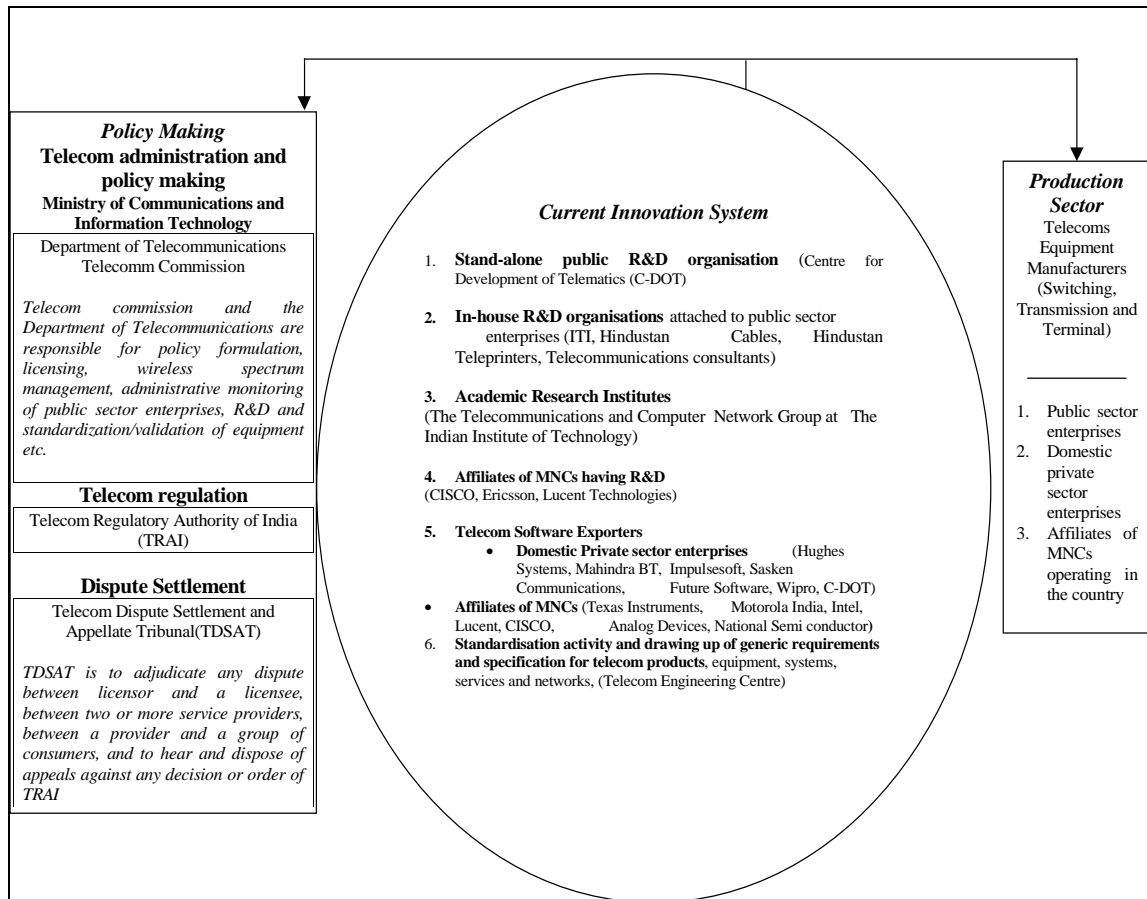 Policy Making
Telecom administration and
policy making
Ministry of Communications and
Information Technology
Department of Telecommunications
Telecomm Commission
Telecom commission and the
Department of Telecommunications are
responsible for policy formulation,
licensing, wireless spectrum
management, administrative monitoring
of public sector enterprises, R&D and
standardization/validation of equipment
etc.
Telecom regulation
Telecom Regulatory Authority of India
(TRAI)
Dispute Settlement
Telecom Dispute Settlement and
Appellate Tribunal(TDSAT)
TDSAT is to adjudicate any dispute
between licensor and a licensee,
between two or more service providers,
between a provider and a group of
consumers, and to hear and dispose of
appeals against any decision or order of
TRAI
Current Innovation System
1. Stand-alone public R&D organisation (Centre for
Development of Telematics (C-DOT)
2. In-house R&D organisations attached to public sector
enterprises (ITI, Hindustan Cables, Hindustan
Teleprinters, Telecommunications consultants)
3. Academic Research Institutes
(The Telecommunications and Computer Network Group at The
Indian Institute of Technology)
4. Affiliates of MNCs having R&D
(CISCO, Ericsson, Lucent Technologies)
5. Telecom Software Exporters
• Domestic Private sector enterprises (Hughes
Systems, Mahindra BT, Impulsesoft, Sasken
Communications, Future Software, Wipro, C-DOT)
• Affiliates of MNCs (Texas Instruments, Motorola India, Intel,
Lucent, CISCO, Analog Devices, National Semi conductor)
6. Standardisation activity and drawing up of generic requirements
and specification for telecom products, equipment, systems,
services and networks, (Telecom Engineering Centre)
Production
Sector
Telecoms
Equipment
Manufacturers
(Switching,
Transmission and
Terminal)
1. Public sector
enterprises
2. Domestic
private
sector
enterprises
3. Affiliates of
MNCs
operating in
the country